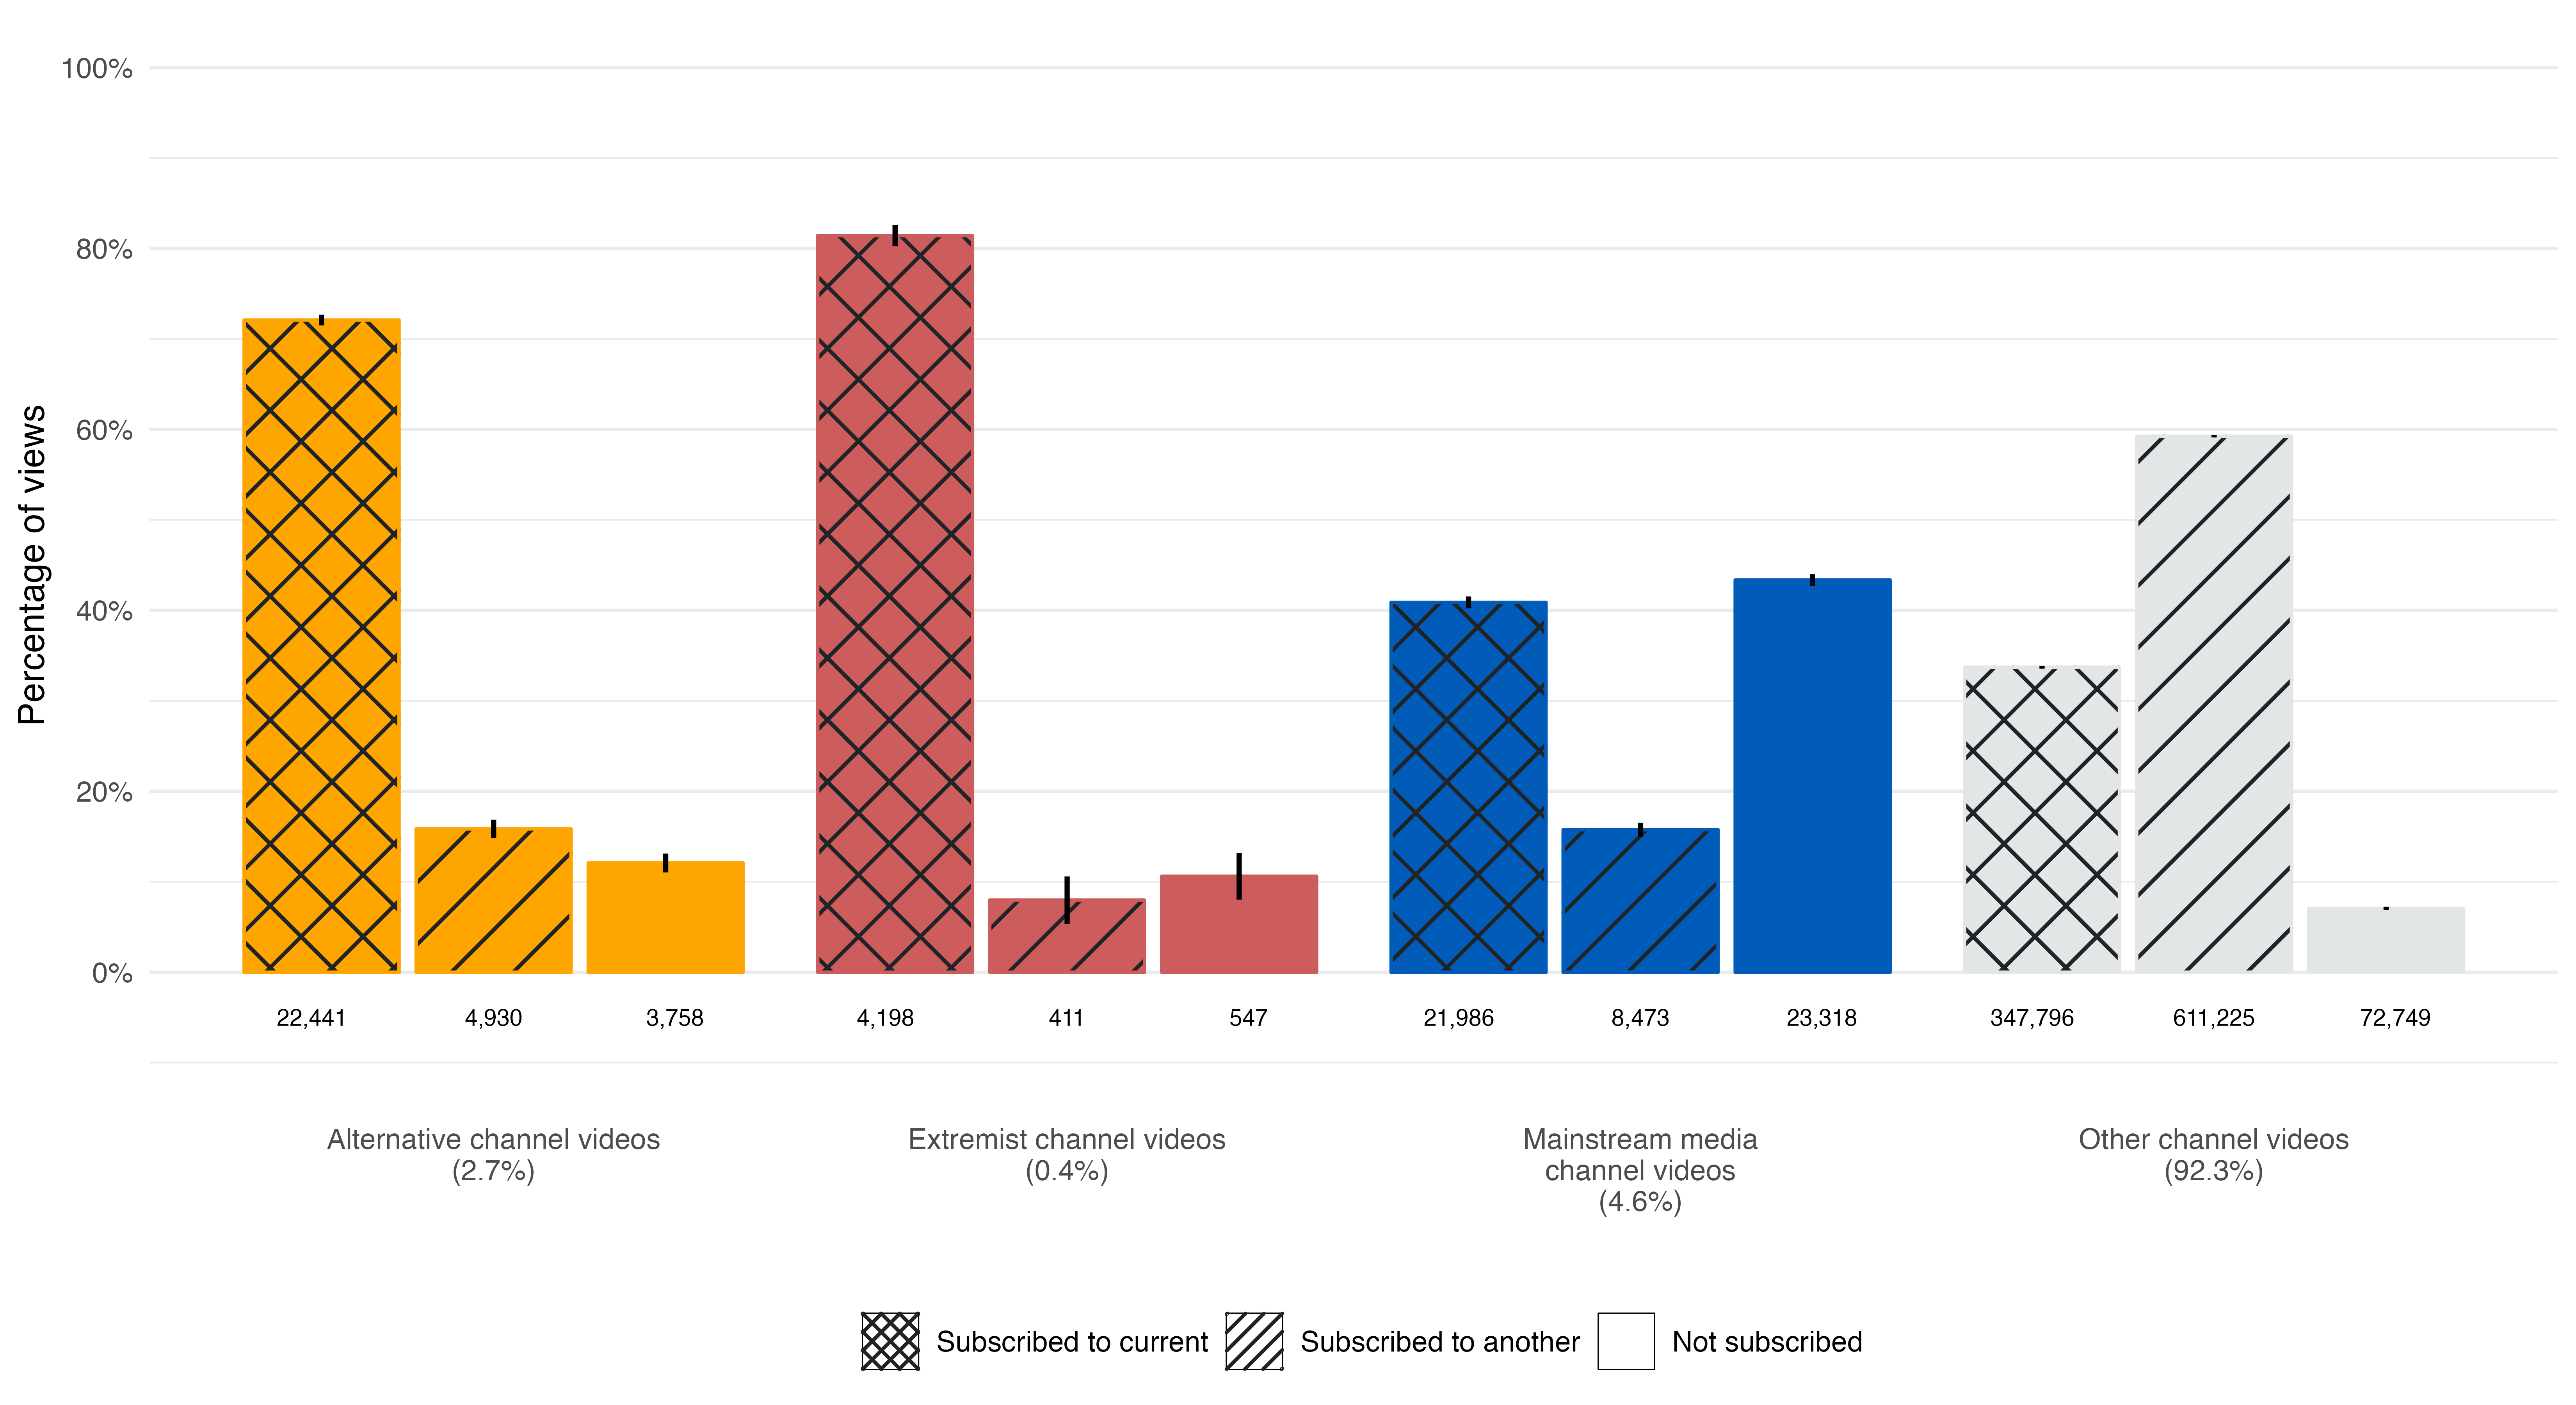 100%
80%
60%
40%
20%
0%
Percentage of views
22,441 4,930 3,758 4,198 411 547 21,986 8,473 23,318 347,796 611,225 72,749
Alternative channel videos
(2.7%)
Extremist channel videos
(0.4%)
Mainstream media
channel videos
(4.6%)
Other channel videos
(92.3%)
Subscribed to current Subscribed to another Not subscribed